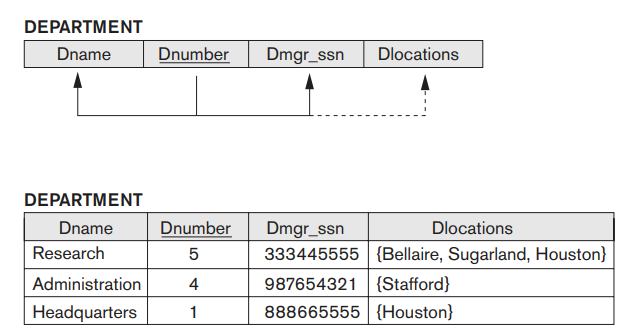 DEPARTMENT
Dname Dnumber Dmgr_ssn Dlocations
DEPARTMENT
Dname Dnumber Dmgr_ssn Dlocations
Research 5 333445555 {Bellaire, Sugarland, Houston}
Administration 4 987654321 {Stafford}
Headquarters 1 888665555 {Houston}